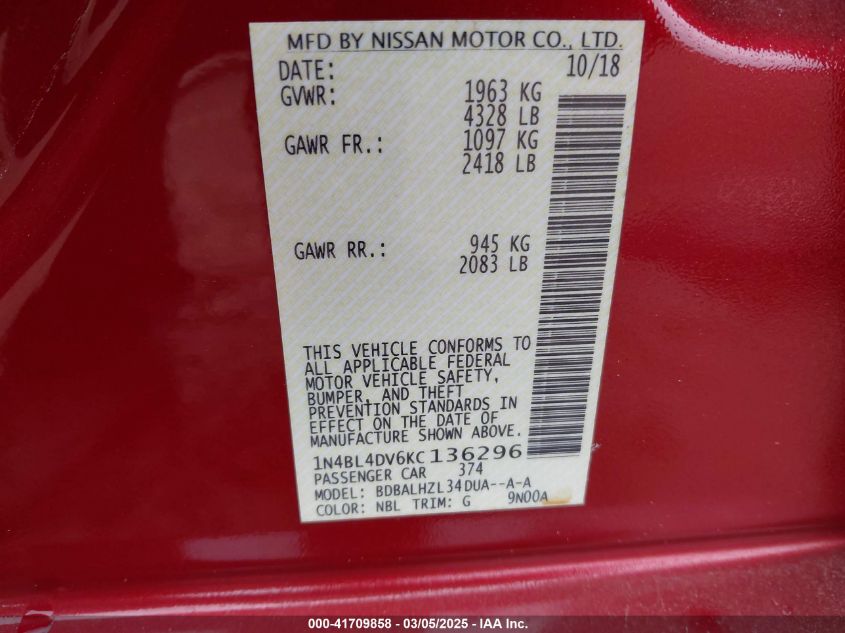 MFD BY NISSAN MOTOR CO., LTD.
DATE: 10/18
GVWR: 1963 KG
4328 LB
GAWR FR.: 1097 KG
2418 LB
GAWR RR.: 945 KG
2083 LB
THIS VEHICLE CONFORMS TO
ALL APPLICABLE FEDERAL
MOTOR VEHICLE SAFETY,
BUMPER, AND THEFT
PREVENTION STANDARDS IN
EFFECT ON THE DATE OF
MANUFACTURE SHOWN ABOVE.
1N4BL4DV6KC136296
PASSENGER CAR 374
MODEL: BDBALHZL34DUA--A-A
COLOR: NBL TRIM: G 9N00A
000-41709858 - 03/05/2025 - IAA Inc.